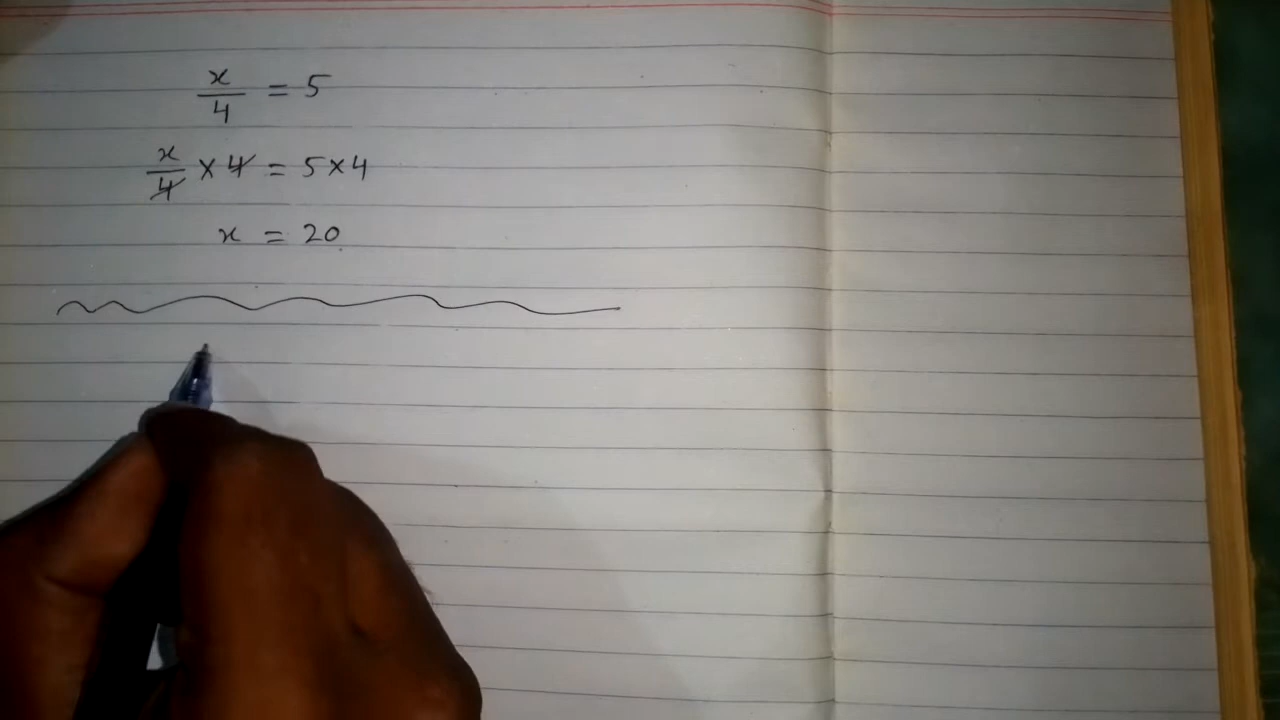 x/4 = 5
x/4 × 4 = 5×4
x = 20